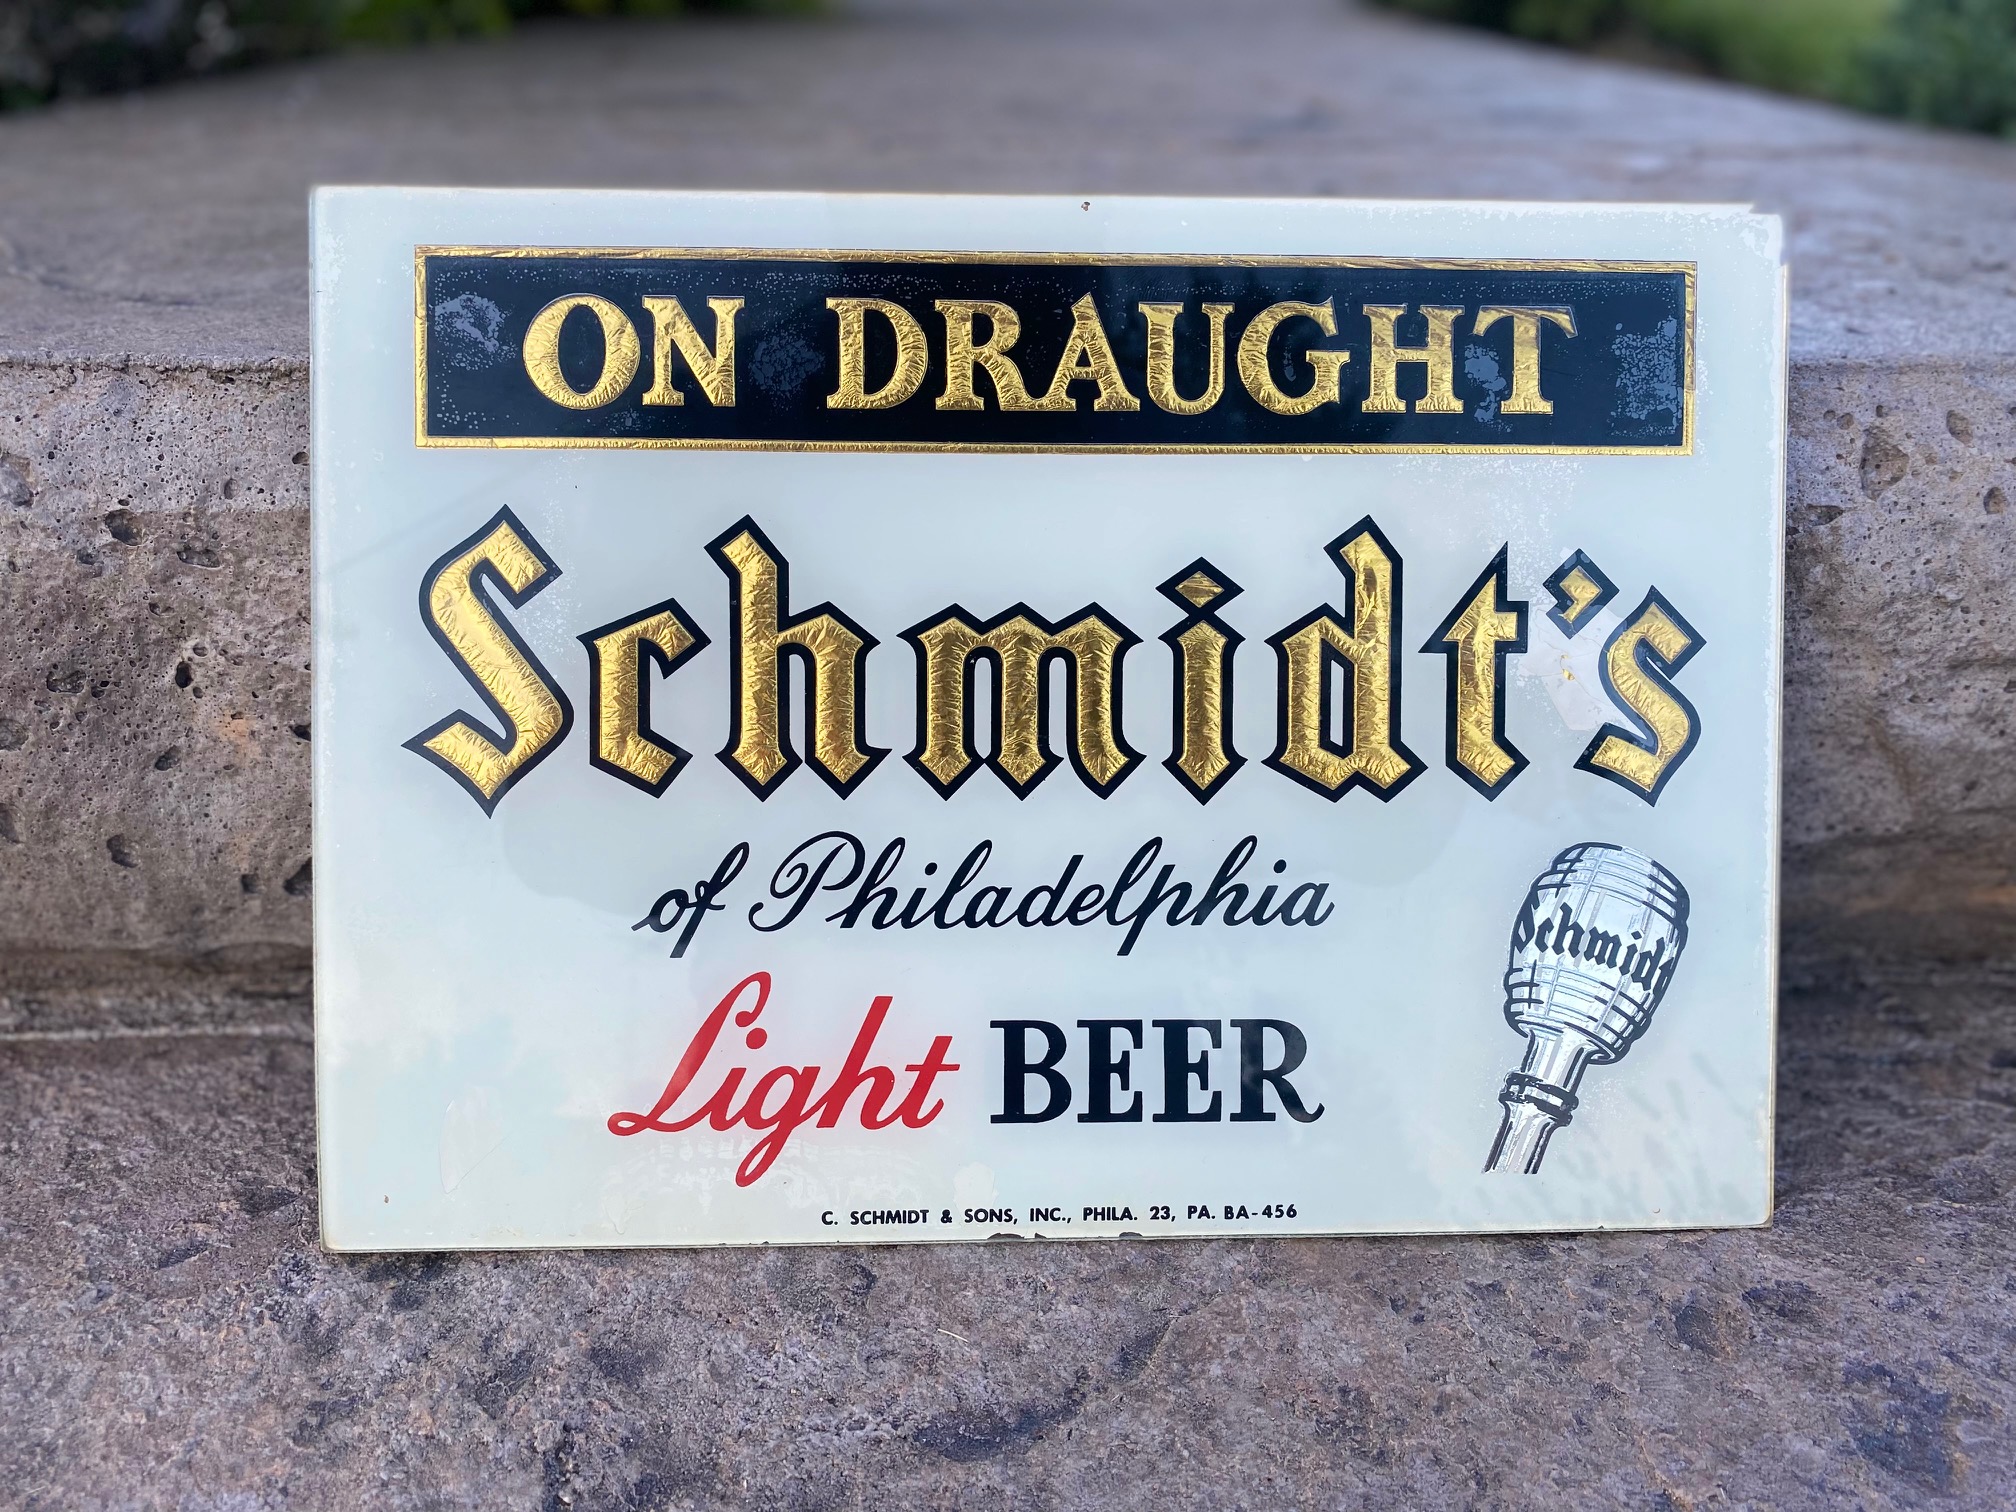 ON DRAUGHT
Schmidt's
of Philadelphia
Light BEER
Schmidt
C. SCHMIDT & SONS, INC., PHILA. 23, PA. BA-456